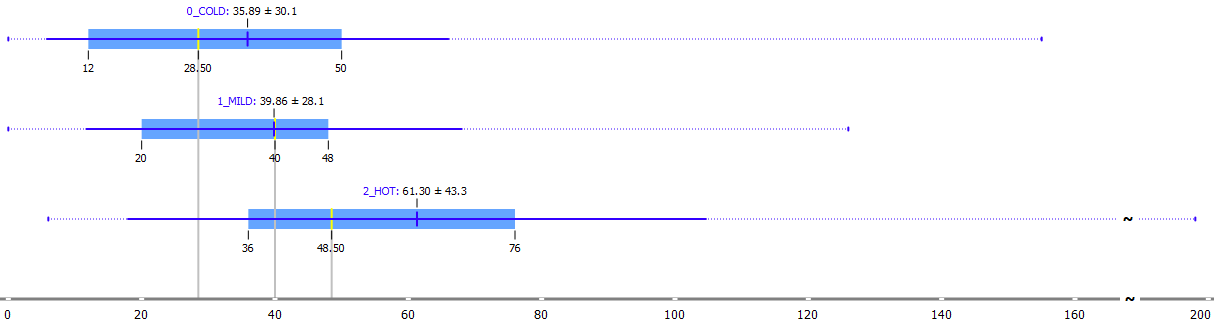 0_COLD: 35.89 ± 30.1
12 28.50 50
1_MILD: 39.86 ± 28.1
20 40 48
2_HOT: 61.30 ± 43.3
~
36 48.50 76
~
0 20 40 60 80 100 120 140 160 200